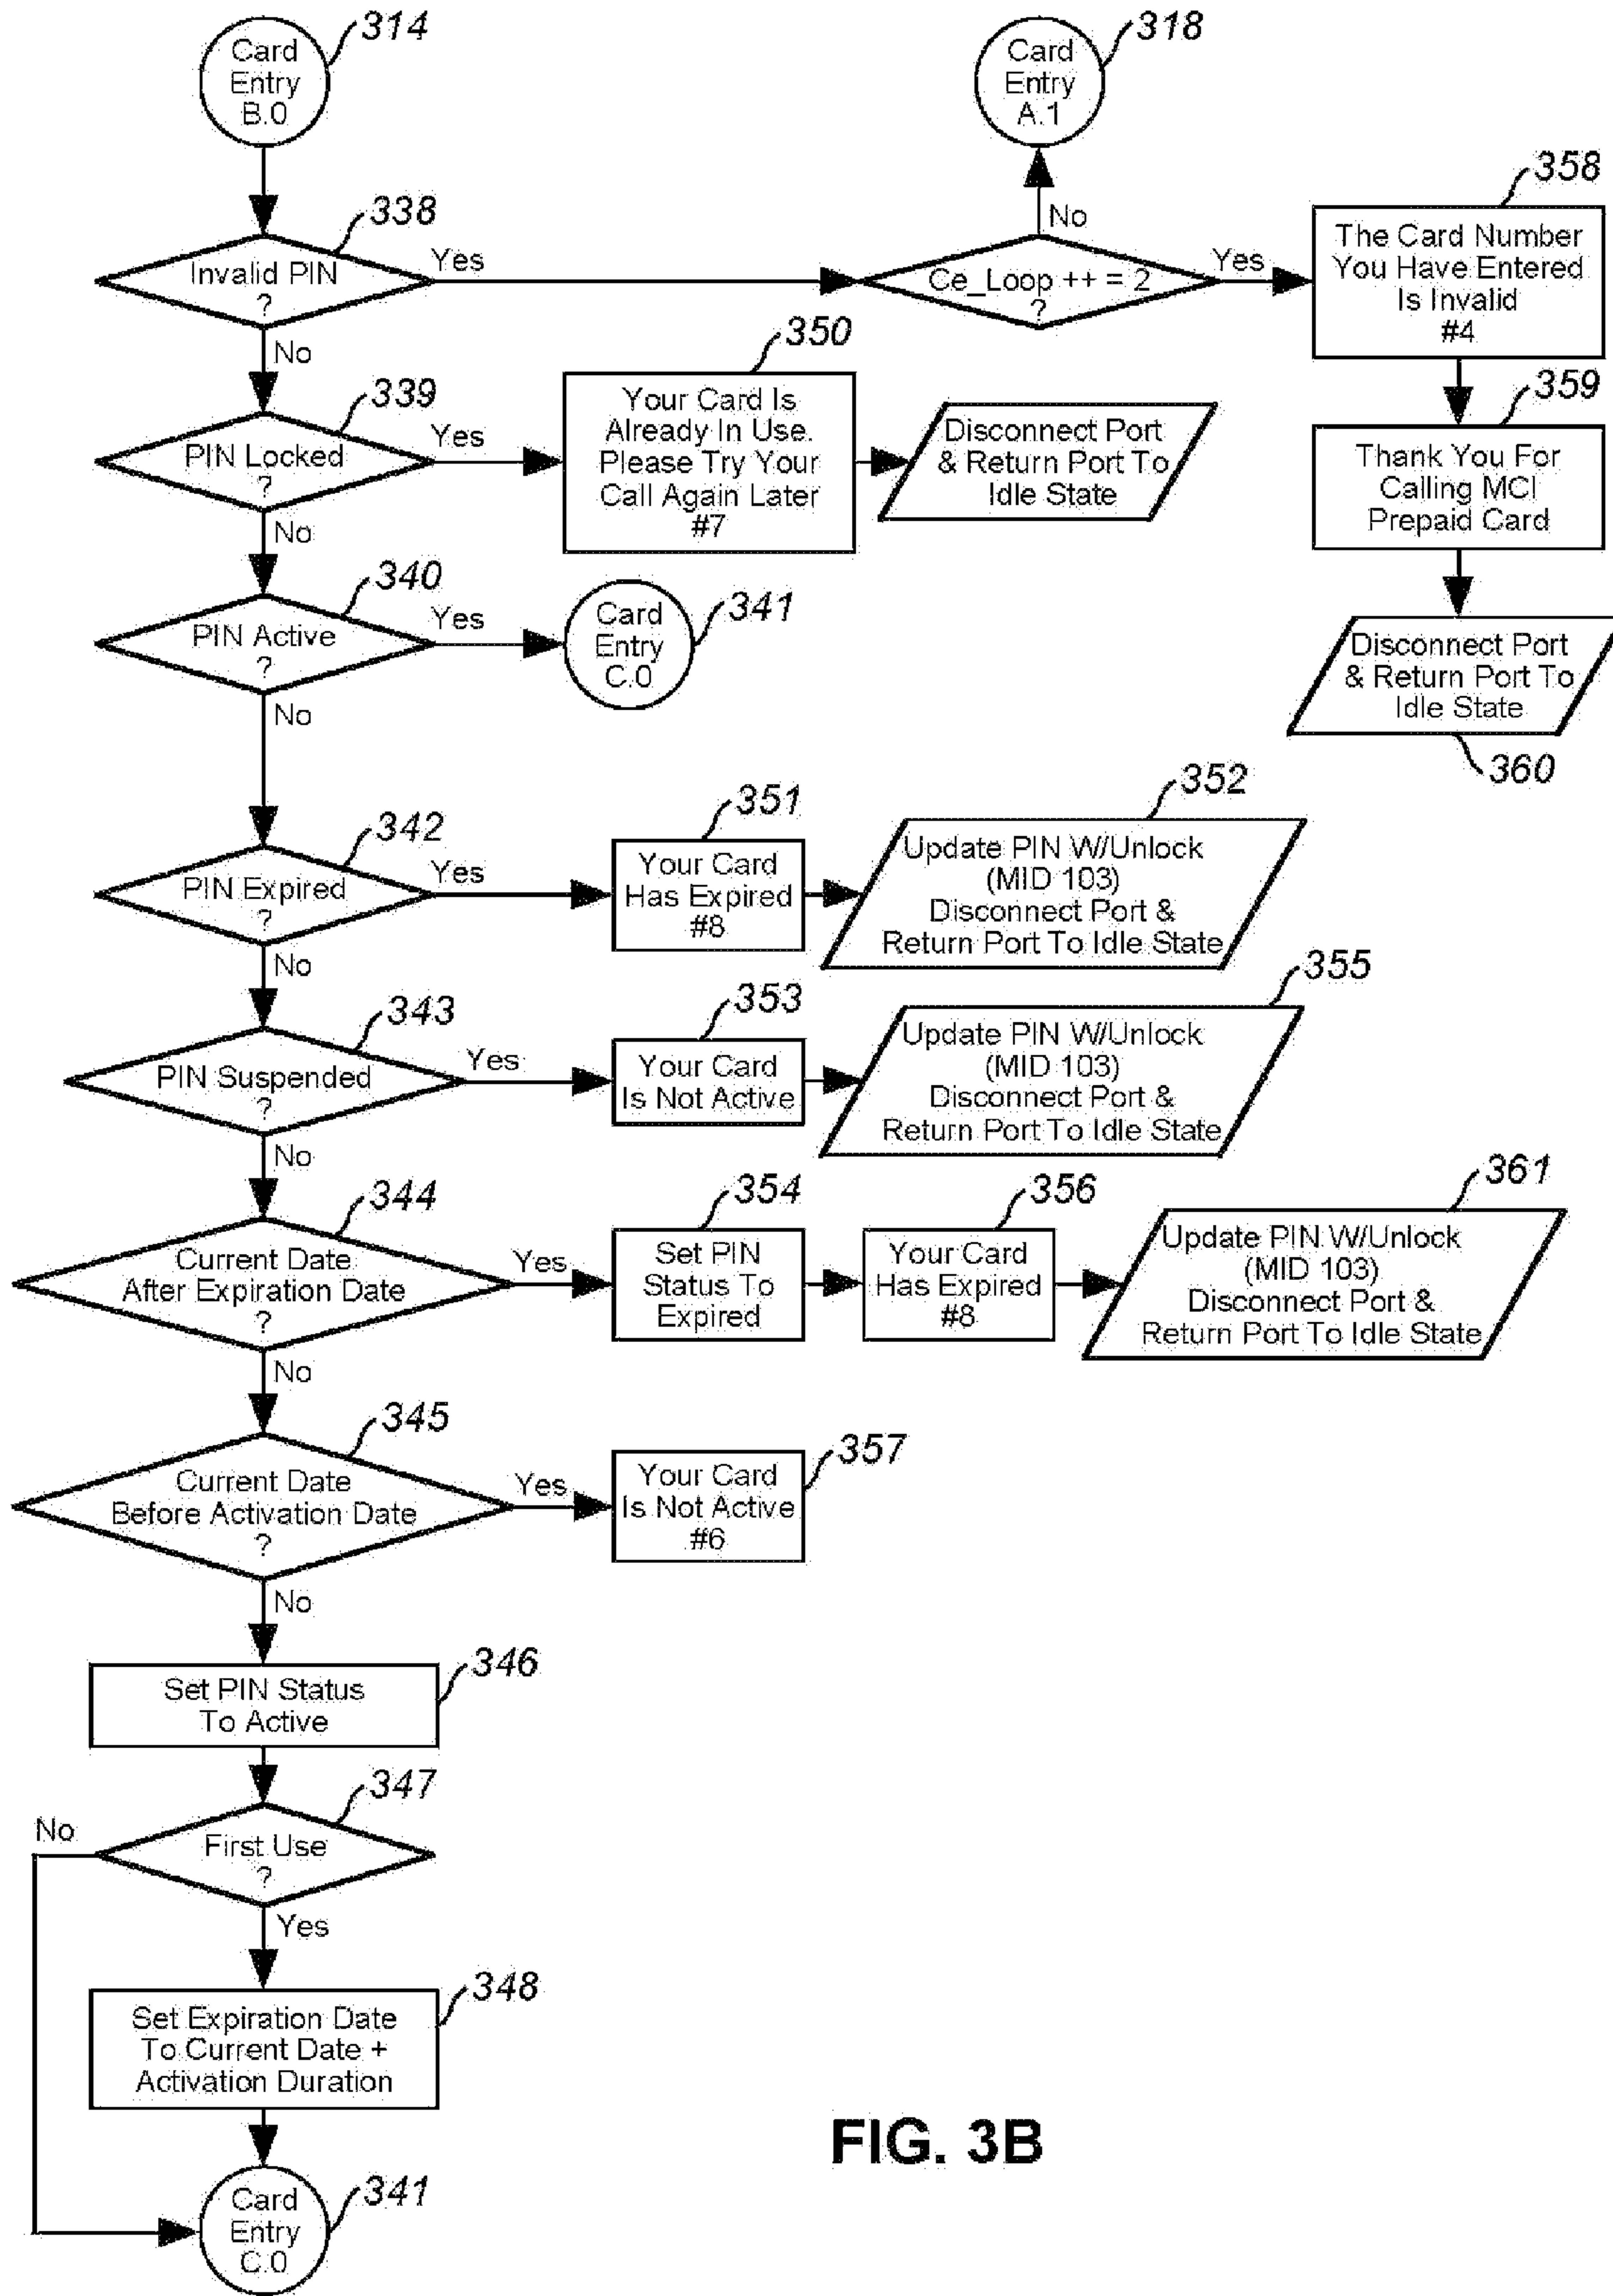 314
Card
Entry
B.0
318
Card
Entry
A.1
338
Invalid PIN
?
Yes
No
Ce_Loop ++ = 2
?
No
Yes
358
The Card Number
You Have Entered
Is Invalid
#4
339
PIN Locked
?
Yes
No
350
Your Card Is
Already In Use.
Please Try Your
Call Again Later
#7
Disconnect Port
& Return Port To
Idle State
359
Thank You For
Calling MCI
Prepaid Card
340
PIN Active
?
Yes
No
Card
Entry
C.0
341
Disconnect Port
& Return Port To
Idle State
360
342
PIN Expired
?
Yes
No
351
Your Card
Has Expired
#8
352
Update PIN W/Unlock
(MID 103)
Disconnect Port &
Return Port To Idle State
343
PIN Suspended
?
Yes
No
353
Your Card
Is Not Active
355
Update PIN W/Unlock
(MID 103)
Disconnect Port &
Return Port To Idle State
344
Current Date
After Expiration Date
?
Yes
No
354
Set PIN
Status To
Expired
356
Your Card
Has Expired
#8
361
Update PIN W/Unlock
(MID 103)
Disconnect Port &
Return Port To Idle State
345
Current Date
Before Activation Date
?
Yes
No
357
Your Card
Is Not Active
#6
346
Set PIN Status
To Active
347
First Use
?
No
Yes
348
Set Expiration Date
To Current Date +
Activation Duration
341
Card
Entry
C.0
FIG. 3B